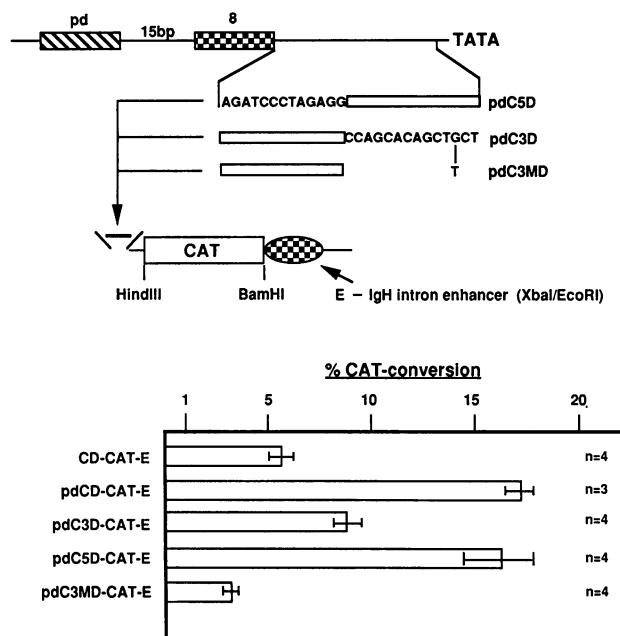 pd
15bp
8
TATA
AGATCCCTAGAGG
pdC5D
CCAGCACAGCTGCT
pdC3D
T
pdC3MD
CAT
HindIII
BamHI
E – IgH intron enhancer (XbaI/EcoRI)
% CAT-conversion
1 5 10 15 20
CD-CAT-E n=4
pdCD-CAT-E n=3
pdC3D-CAT-E n=4
pdC5D-CAT-E n=4
pdC3MD-CAT-E n=4